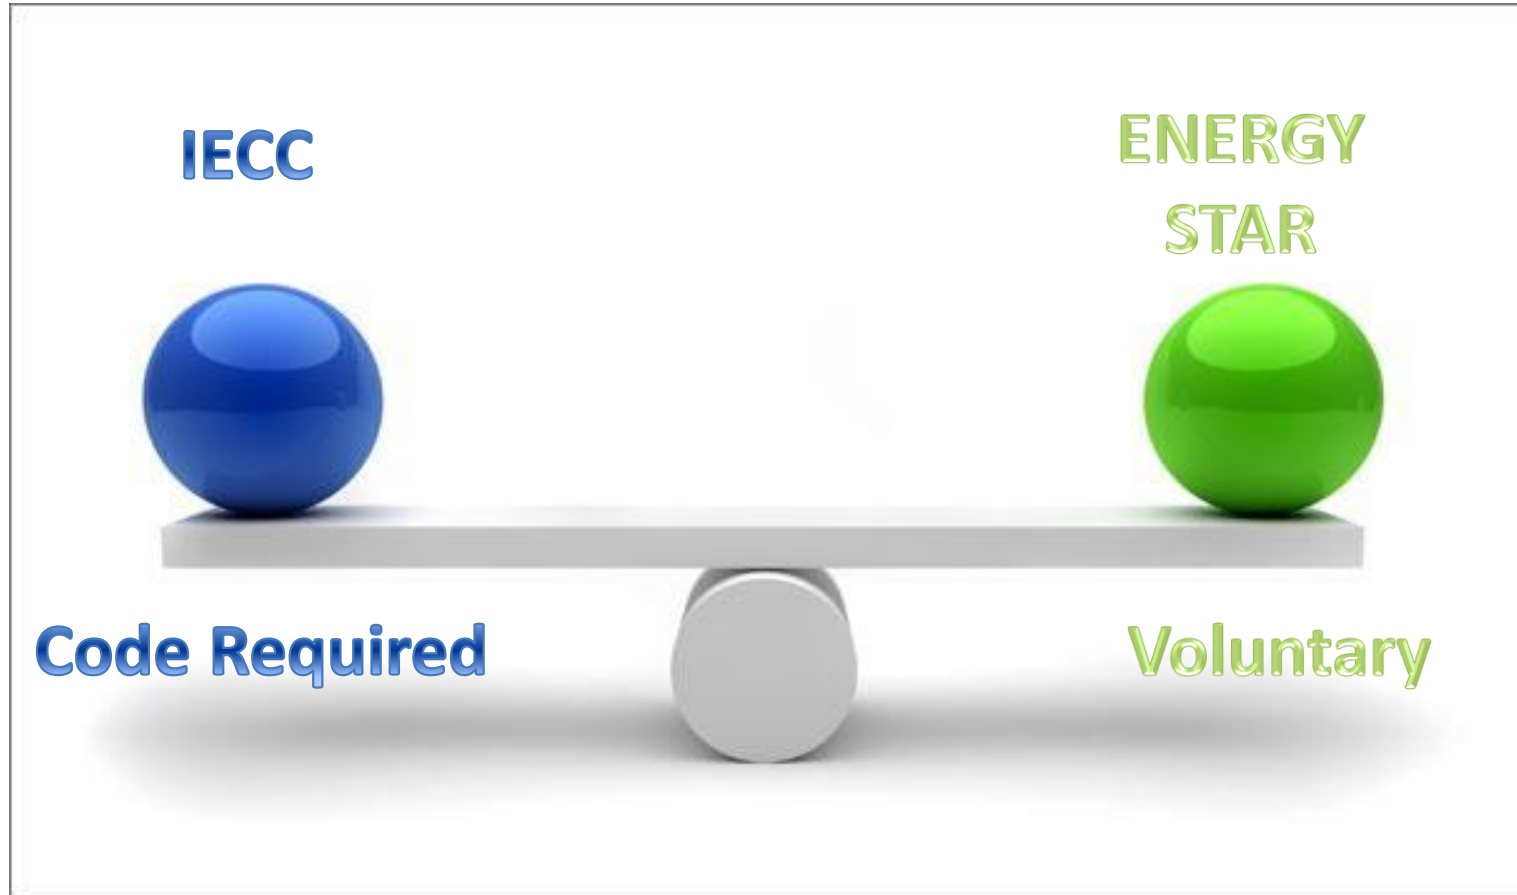 IECC
ENERGY
STAR
Code Required
Voluntary